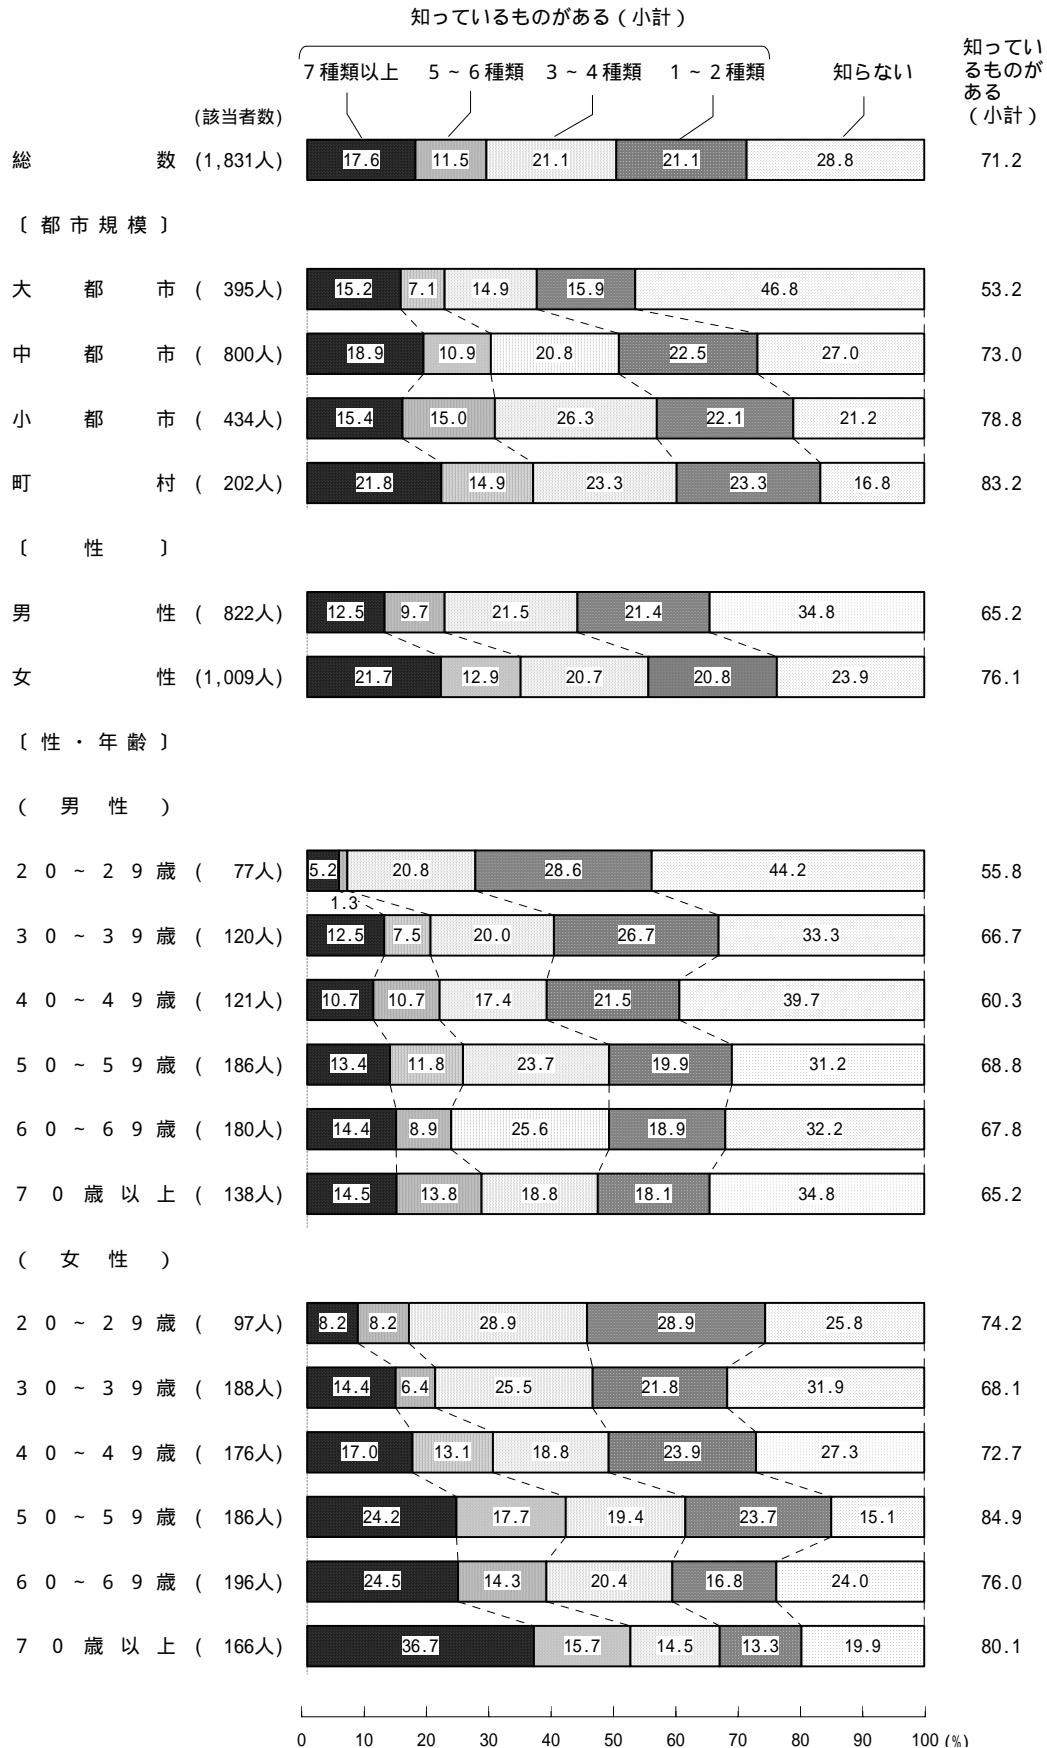 知っているものがある（小計）
７種類以上　５～６種類　３～４種類　１～２種類　知らない　知っているものがある（小計）
(該当者数)
総数 (1,831人) 17.6 11.5 21.1 21.1 28.8 71.2
〔都市規模〕
大都市 ( 395人) 15.2 7.1 14.9 15.9 46.8 53.2
中都市 ( 800人) 18.9 10.9 20.8 22.5 27.0 73.0
小都市 ( 434人) 15.4 15.0 26.3 22.1 21.2 78.8
町村 ( 202人) 21.8 14.9 23.3 23.3 16.8 83.2
〔性〕
男性 ( 822人) 12.5 9.7 21.5 21.4 34.8 65.2
女性 (1,009人) 21.7 12.9 20.7 20.8 23.9 76.1
〔性・年齢〕
（男性）
２０～２９歳 ( 77人) 5.2 1.3 20.8 28.6 44.2 55.8
３０～３９歳 ( 120人) 12.5 7.5 20.0 26.7 33.3 66.7
４０～４９歳 ( 121人) 10.7 10.7 17.4 21.5 39.7 60.3
５０～５９歳 ( 186人) 13.4 11.8 23.7 19.9 31.2 68.8
６０～６９歳 ( 180人) 14.4 8.9 25.6 18.9 32.2 67.8
７０歳以上 ( 138人) 14.5 13.8 18.8 18.1 34.8 65.2
（女性）
２０～２９歳 ( 97人) 8.2 8.2 28.9 28.9 25.8 74.2
３０～３９歳 ( 188人) 14.4 6.4 25.5 21.8 31.9 68.1
４０～４９歳 ( 176人) 17.0 13.1 18.8 23.9 27.3 72.7
５０～５９歳 ( 186人) 24.2 17.7 19.4 23.7 15.1 84.9
６０～６９歳 ( 196人) 24.5 14.3 20.4 16.8 24.0 76.0
７０歳以上 ( 166人) 36.7 15.7 14.5 13.3 19.9 80.1
0 10 20 30 40 50 60 70 80 90 100 (%)